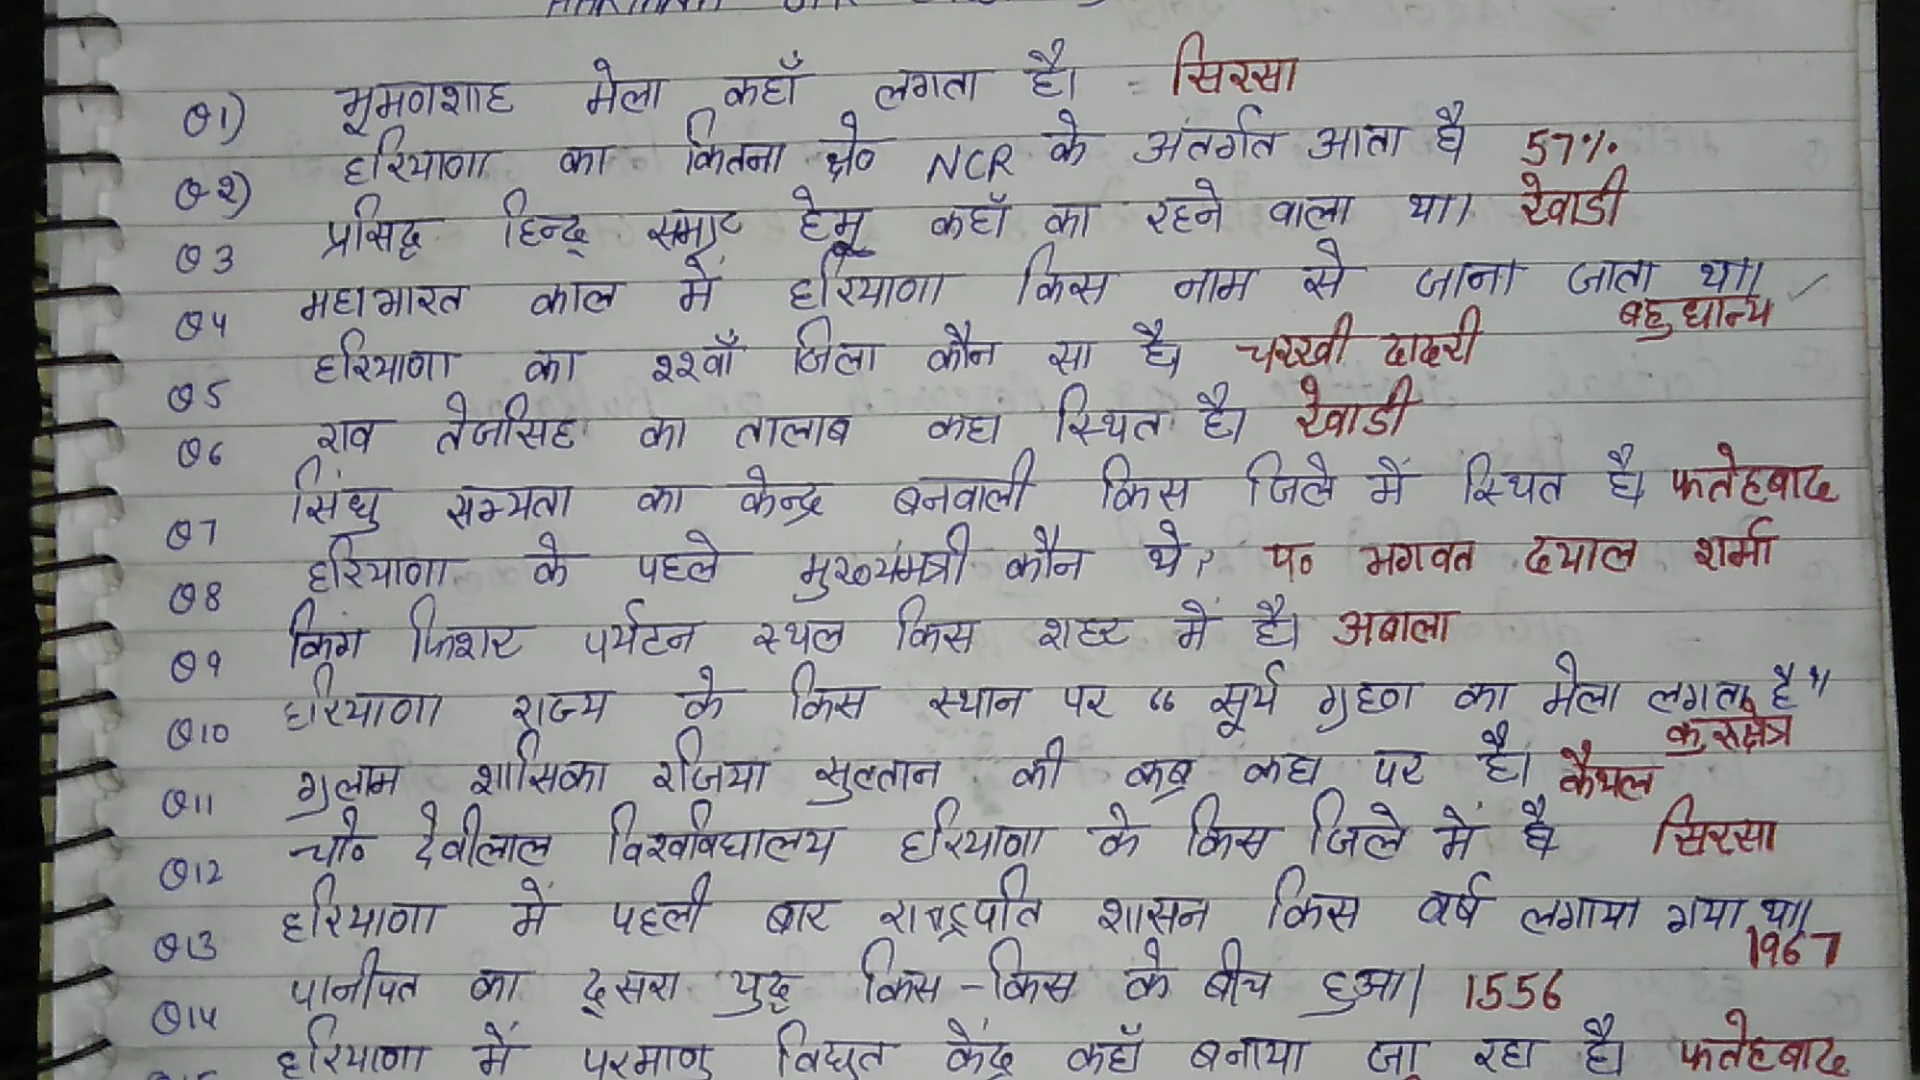 Q1) भूमणशाह मेला कहाँ लगता है। = सिरसा
Q2) हरियाणा का कितना क्षे० NCR के अंतर्गत आता है 57%
Q3 प्रसिद्ध हिन्दू सम्राट हेमू कहाँ का रहने वाला था। रेवाडी
Q4 महाभारत काल में हरियाणा किस नाम से जाना जाता था।
बहुधान्य
Q5 हरियाणा का २२वाँ जिला कौन सा है। चरखी दादरी
Q6 राव तेजसिंह का तालाब कहा स्थित है। रेवाडी
Q7 सिंधु सभ्यता का केन्द्र बनवाली किस जिले में स्थित है। फतेहबाद
Q8 हरियाणा के पहले मुख्यमंत्री कौन थे? प० भगवत दयाल शर्मा
Q9 किंग फिशर पर्यटन स्थल किस शहर में है। अबाला
Q10 हरियाणा राज्य के किस स्थान पर “ सूर्य ग्रहण का मेला लगता है ”
कुरुक्षेत्र
Q11 गुलाम शासिका रजिया सुल्तान की कब्र कहा पर है। कैथल
Q12 चौ० देवीलाल विश्वविद्यालय हरियाणा के किस जिले में है सिरसा
Q13 हरियाणा में पहली बार राष्ट्रपति शासन किस वर्ष लगाया गया था।
1967
Q14 पानीपत का दूसरा युद्ध किस-किस के बीच हुआ। 1556
हरियाणा में परमाणु विद्युत केंद्र कहाँ बनाया जा रहा है। फतेहबाद